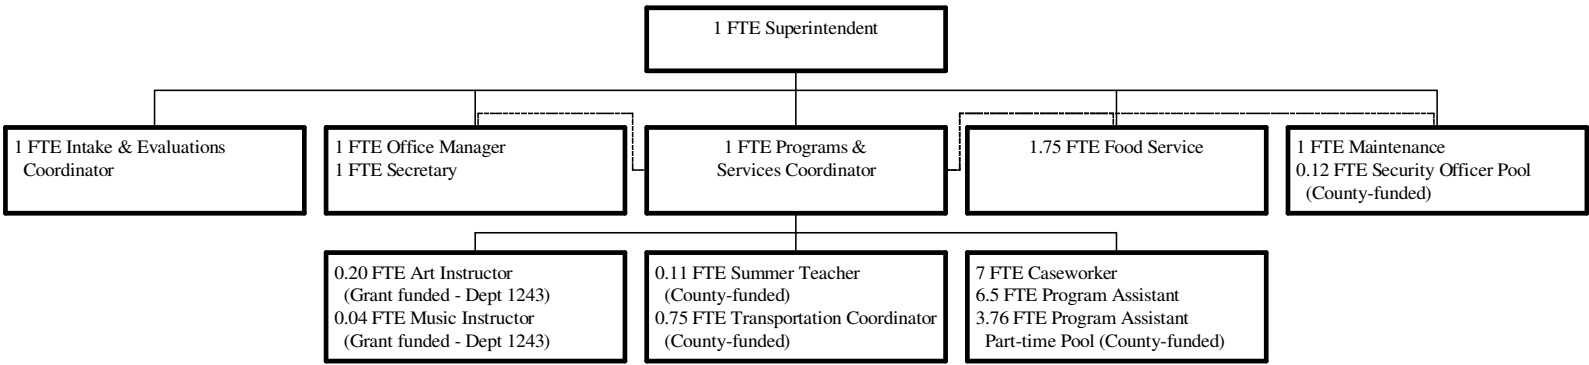 1 FTE Superintendent
1 FTE Intake & Evaluations
Coordinator
1 FTE Office Manager
1 FTE Secretary
1 FTE Programs &
Services Coordinator
1.75 FTE Food Service
1 FTE Maintenance
0.12 FTE Security Officer Pool
(County-funded)
0.20 FTE Art Instructor
(Grant funded - Dept 1243)
0.04 FTE Music Instructor
(Grant funded - Dept 1243)
0.11 FTE Summer Teacher
(County-funded)
0.75 FTE Transportation Coordinator
(County-funded)
7 FTE Caseworker
6.5 FTE Program Assistant
3.76 FTE Program Assistant
Part-time Pool (County-funded)